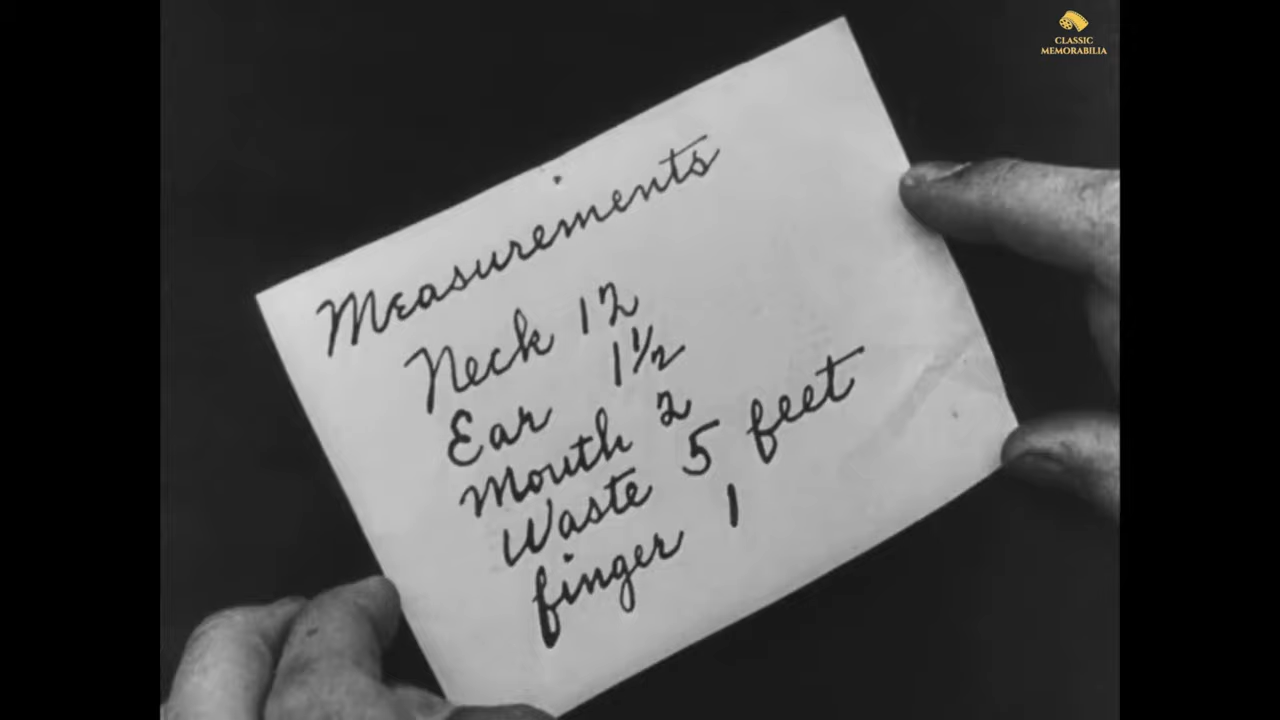 CLASSIC
MEMORABILIA
Measurements
Neck 12
Ear 1½
Mouth 2
Waste 5 feet
finger 1